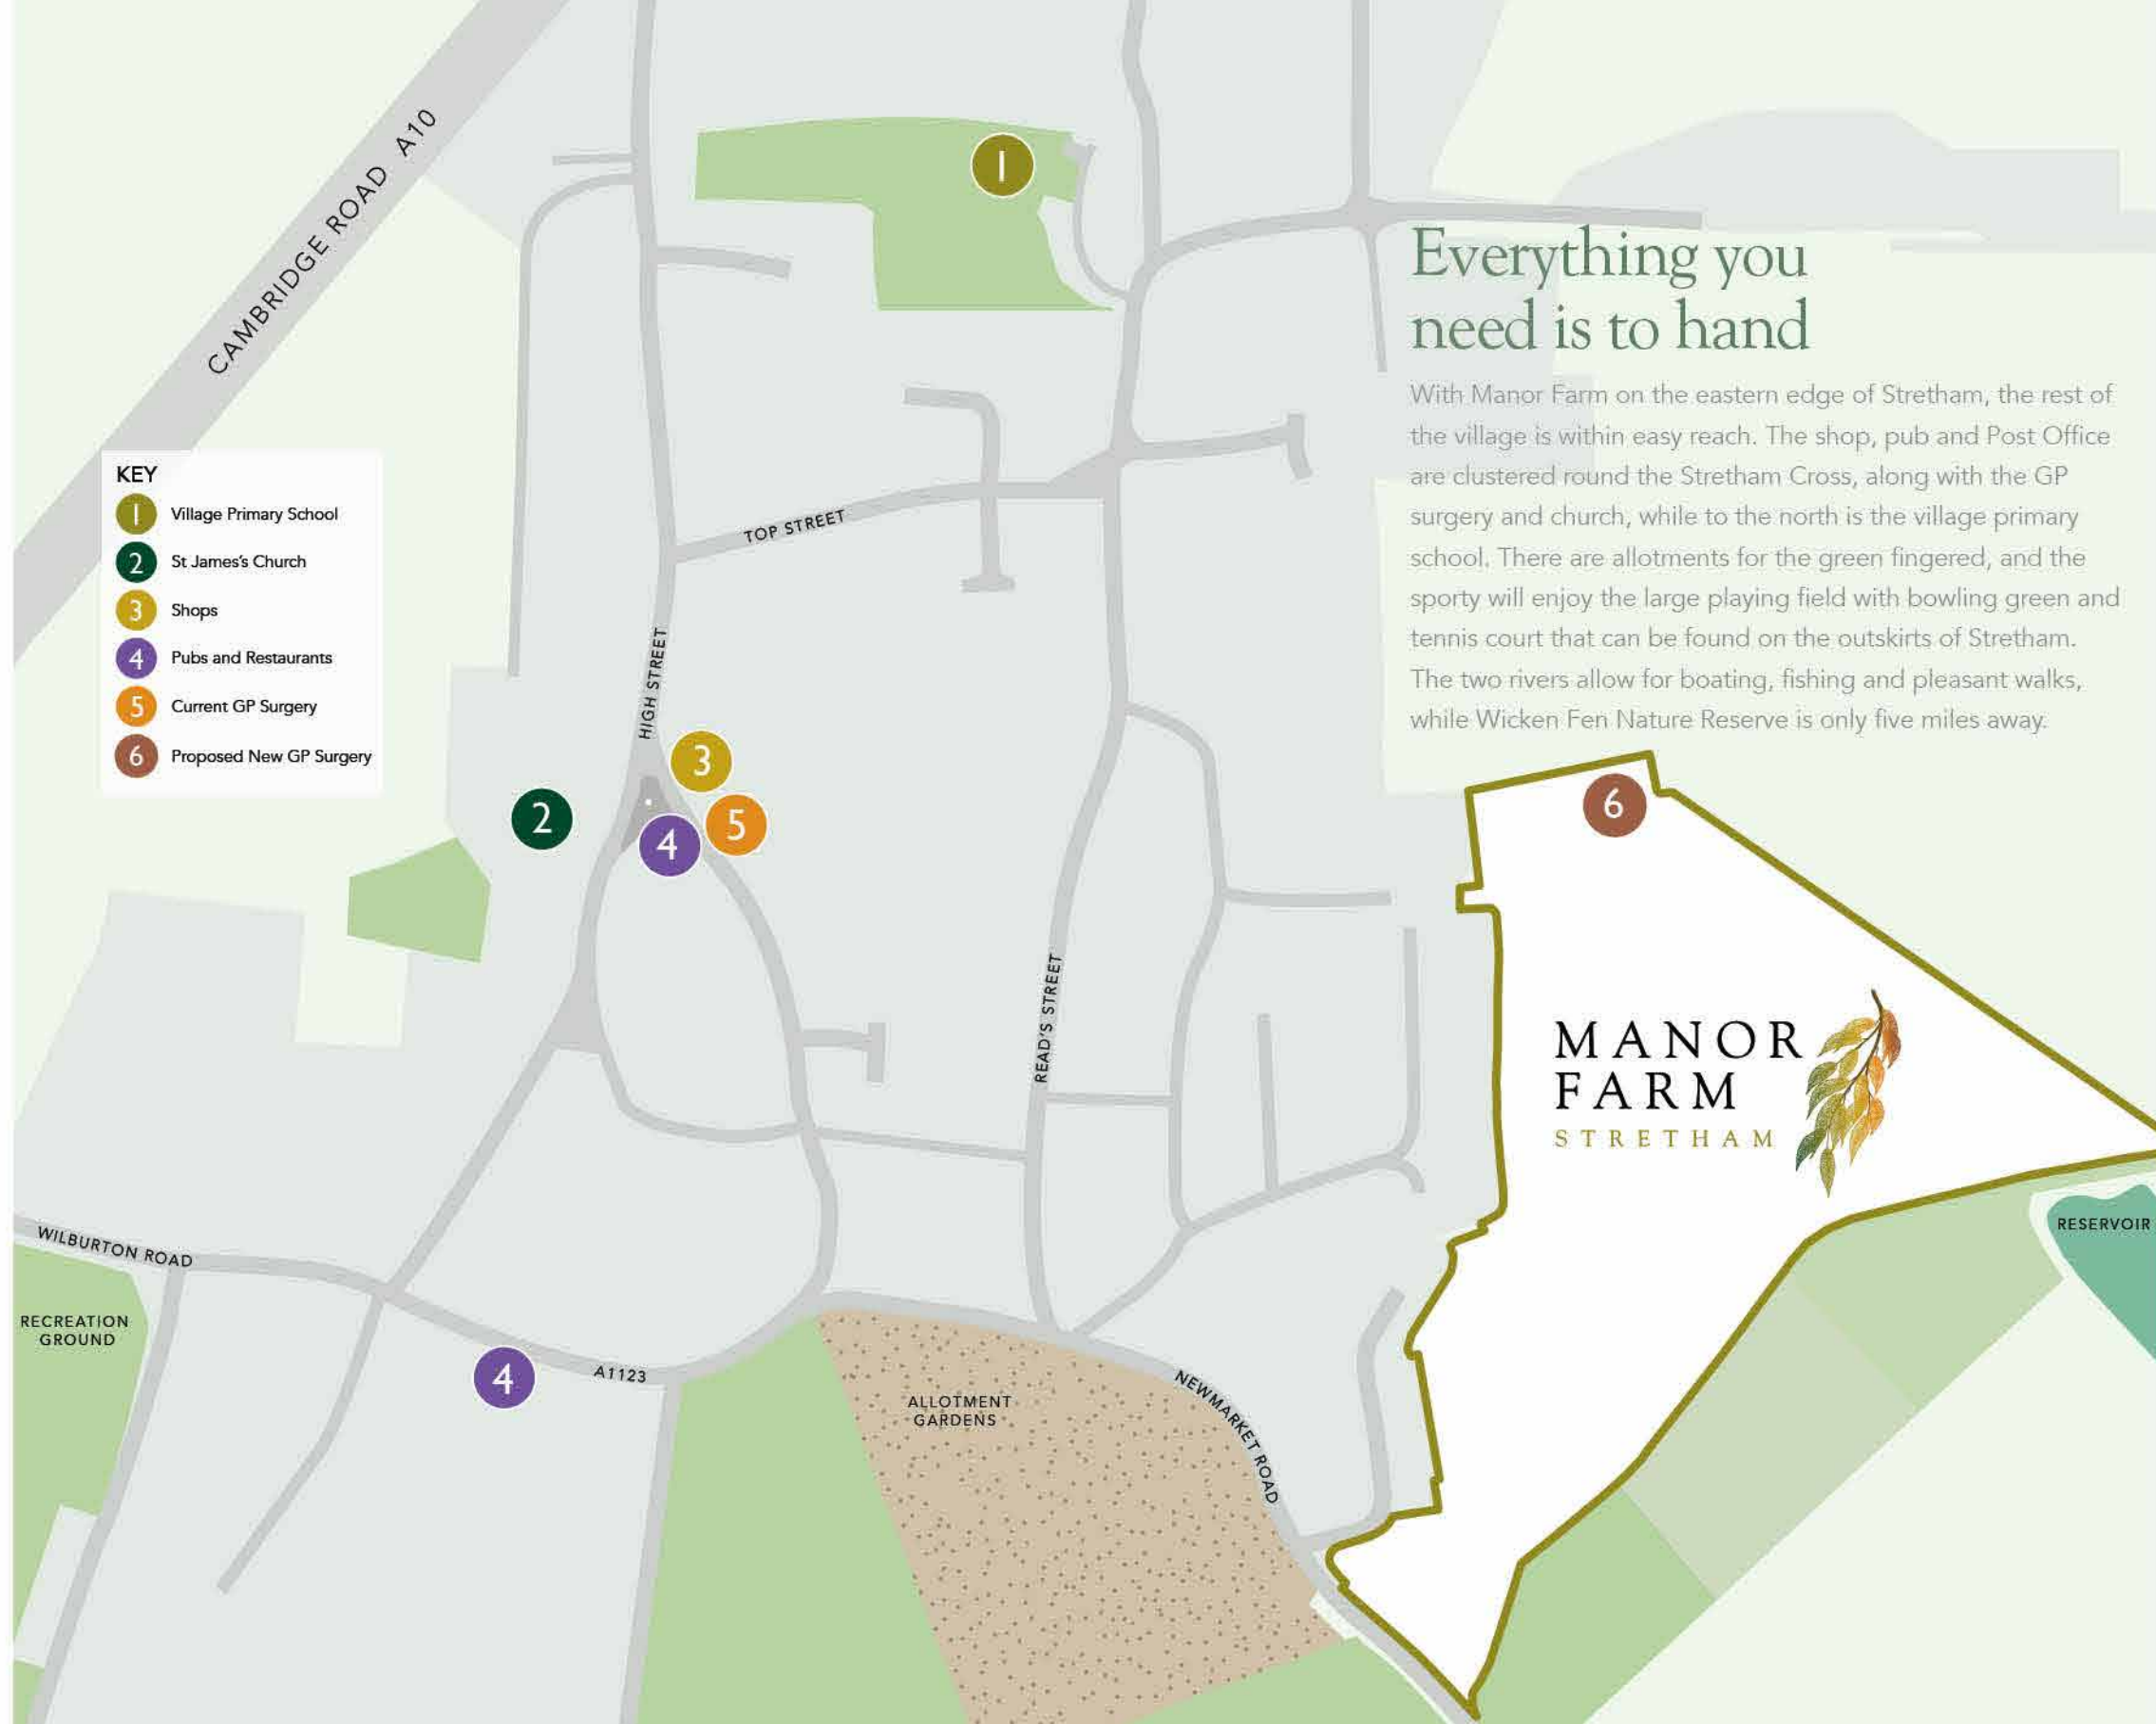 CAMBRIDGE ROAD A10
1
Everything you
need is to hand
With Manor Farm on the eastern edge of Stretham, the rest of
the village is within easy reach. The shop, pub and Post Office
are clustered round the Stretham Cross, along with the GP
surgery and church, while to the north is the village primary
school. There are allotments for the green fingered, and the
sporty will enjoy the large playing field with bowling green and
tennis court that can be found on the outskirts of Stretham.
The two rivers allow for boating, fishing and pleasant walks,
while Wicken Fen Nature Reserve is only five miles away.
KEY
1 Village Primary School
2 St James's Church
3 Shops
4 Pubs and Restaurants
5 Current GP Surgery
6 Proposed New GP Surgery
TOP STREET
HIGH STREET
3
2
4
5
6
READ'S STREET
MANOR
FARM
STRETHAM
RESERVOIR
WILBURTON ROAD
RECRETATION
GROUND
4
A1123
ALLOTMENT
GARDENS
NEWMARKET ROAD